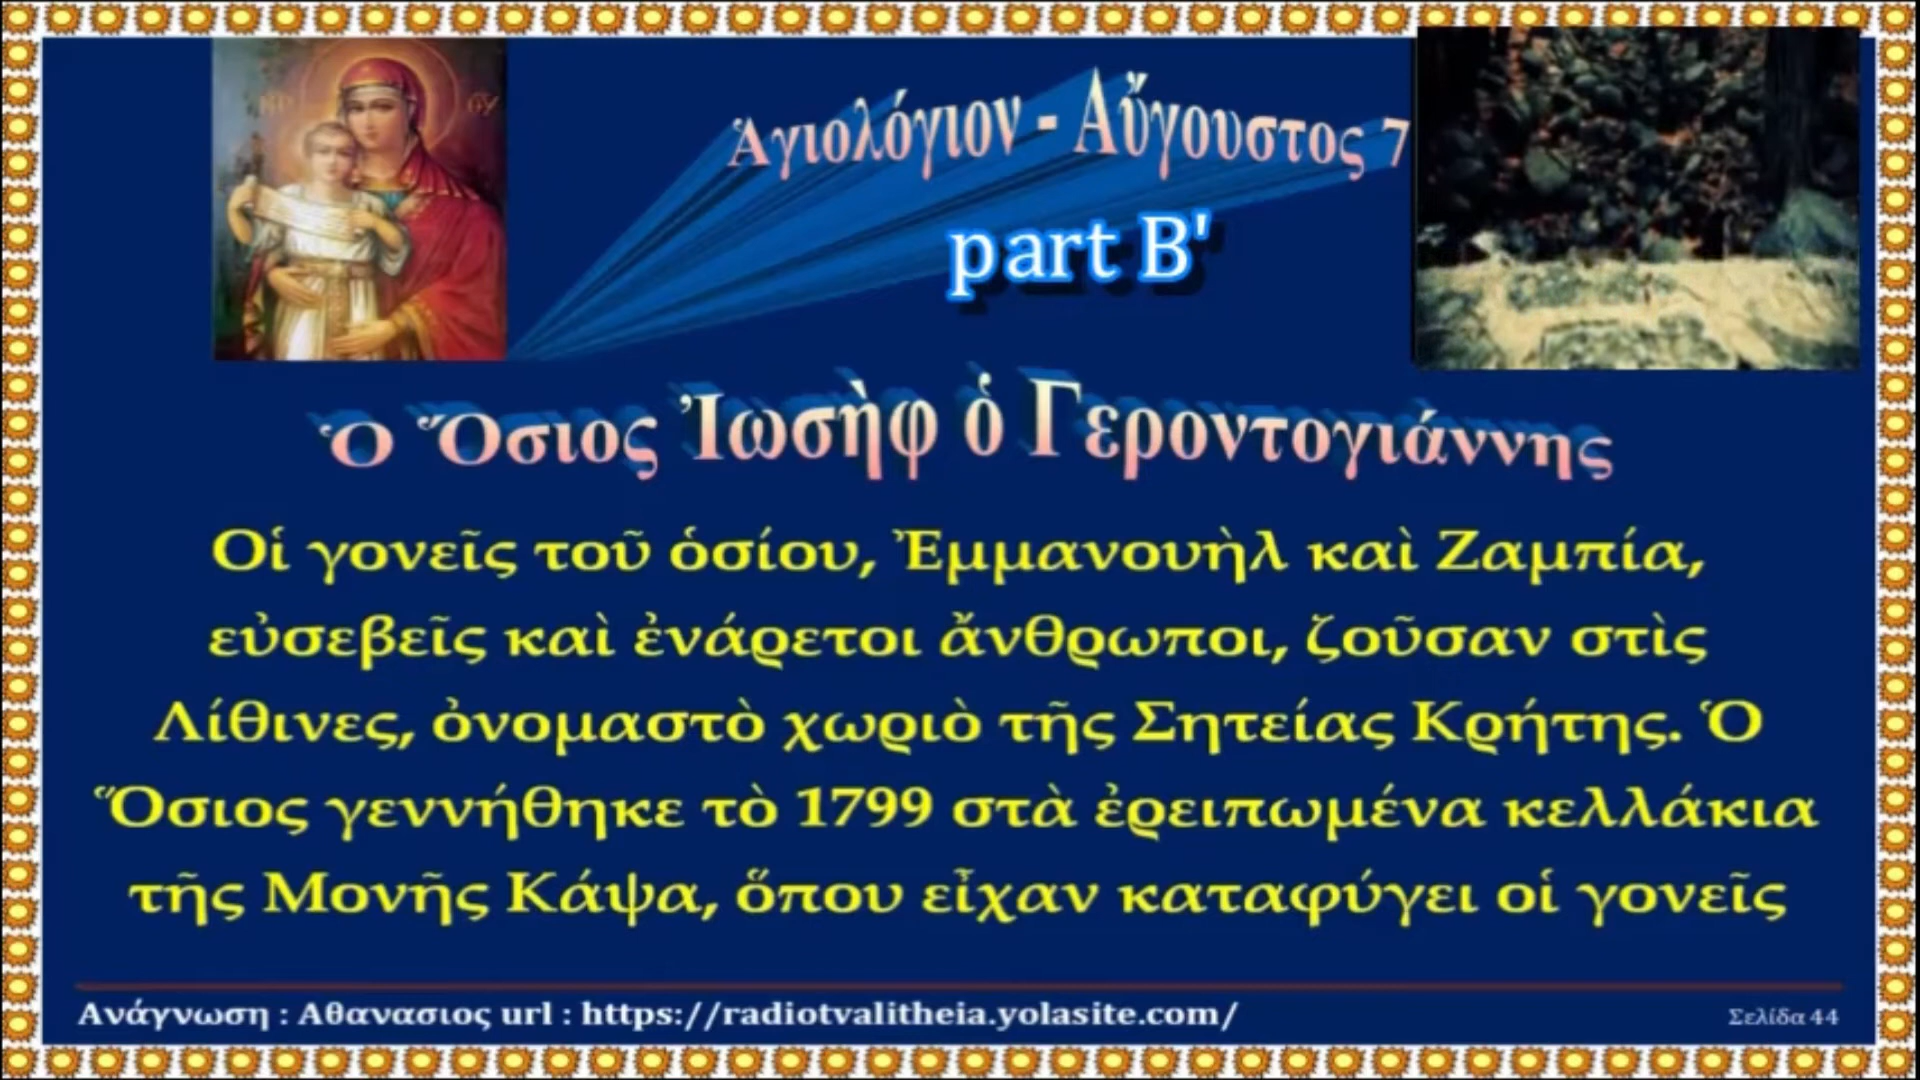 Ἁγιολόγιον - Αὔγουστος 7
part B'
Ὁ Ὅσιος Ἰωσὴφ ὁ Γεροντογιάννης
Οἱ γονεῖς τοῦ ὁσίου, Ἐμμανουὴλ καὶ Ζαμπία,
εὐσεβεῖς καὶ ἐνάρετοι ἄνθρωποι, ζοῦσαν στὶς
Λίθινες, ὀνομαστὸ χωριὸ τῆς Σητείας Κρήτης. Ὁ
Ὅσιος γεννήθηκε τὸ 1799 στὰ ἐρειπωμένα κελλάκια
τῆς Μονῆς Κάψα, ὅπου εἶχαν καταφύγει οἱ γονεῖς
Ανάγνωση : Αθανασιος url : https://radiotvalitheia.yolasite.com/
Σελίδα 44